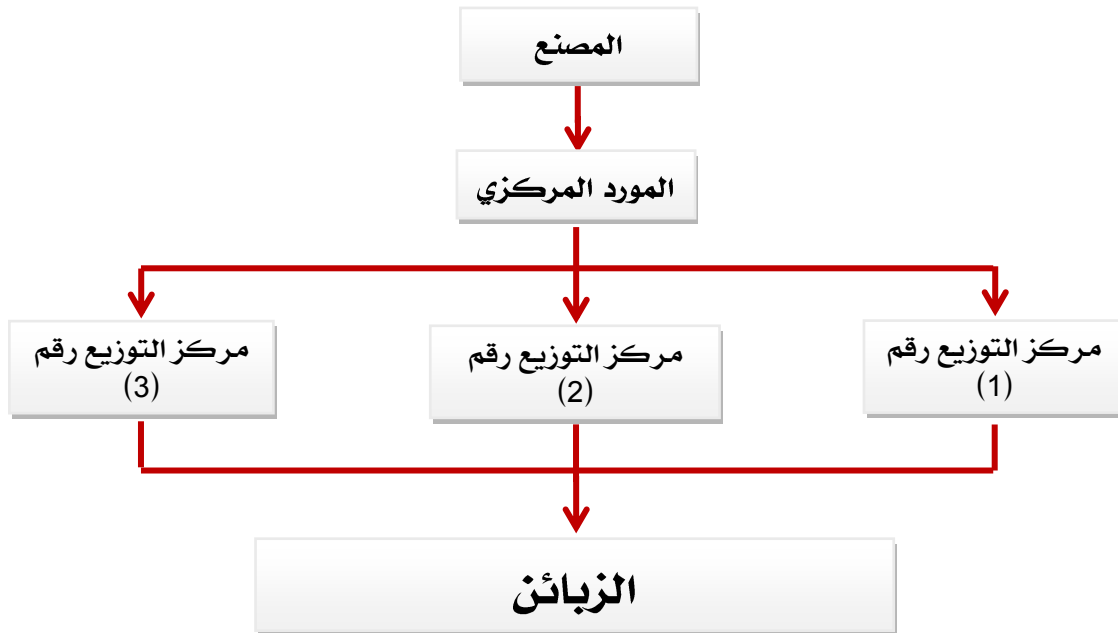 المصنع
المورد المركزي
مركز التوزيع رقم
(1)
مركز التوزيع رقم
(2)
مركز التوزيع رقم
(3)
الزبائن